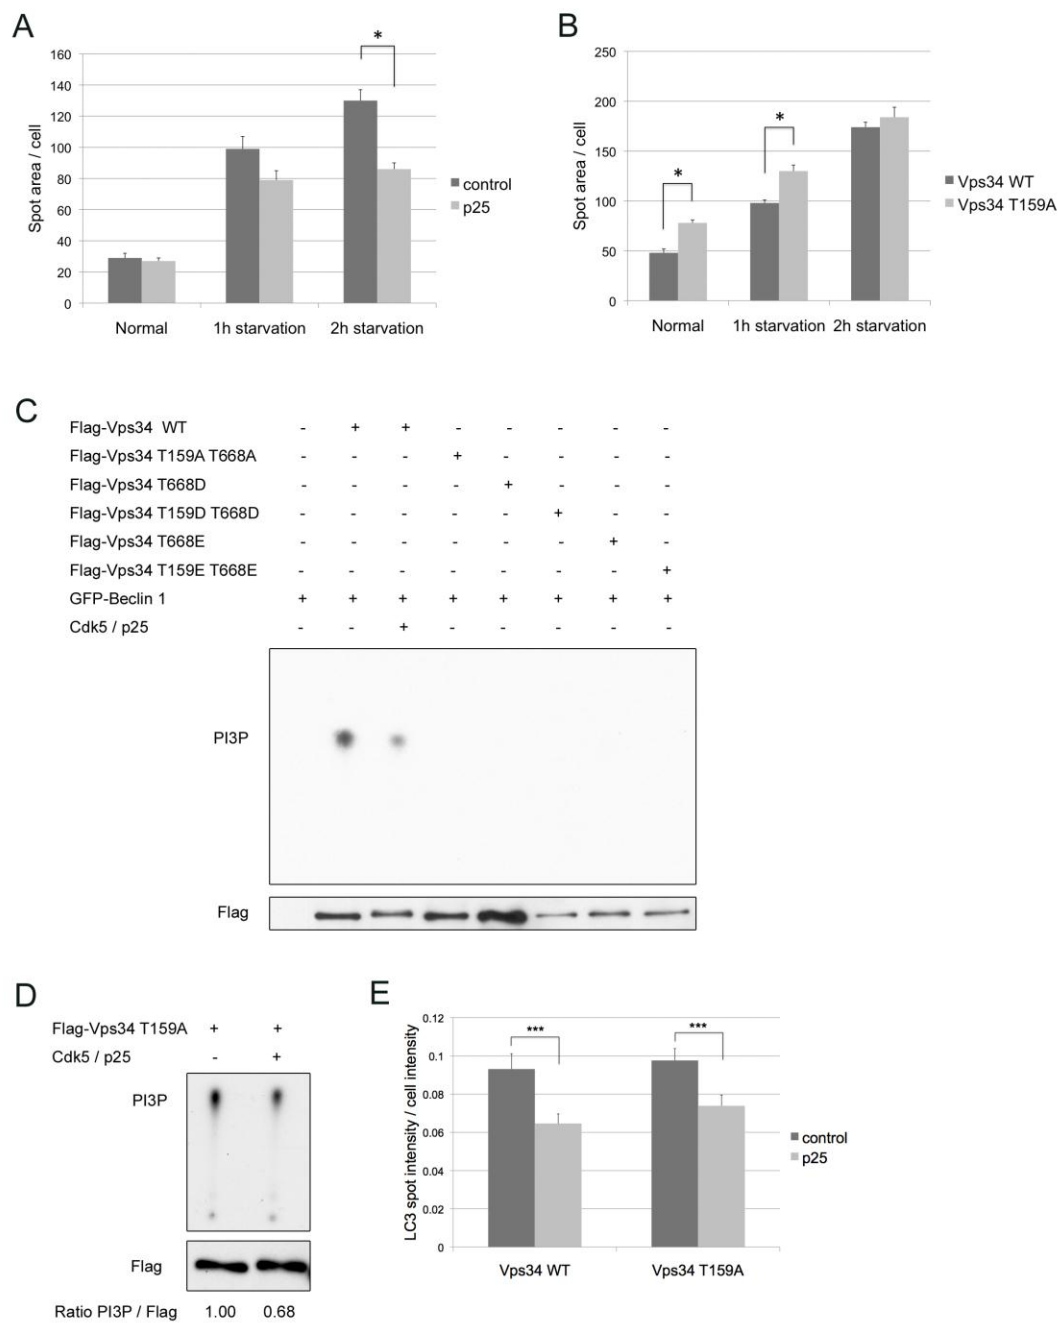 A
*
160
140
120
100
80
60
40
20
0
Spot area / cell
Normal 1h starvation 2h starvation
control
p25
B
*
*
250
200
150
100
50
0
Spot area / cell
Normal 1h starvation 2h starvation
Vps34 WT
Vps34 T159A
C
Flag-Vps34 WT - + + - - - - -
Flag-Vps34 T159A T668A - - - + - - - -
Flag-Vps34 T668D - - - - + - - -
Flag-Vps34 T159D T668D - - - - - + - -
Flag-Vps34 T668E - - - - - - + -
Flag-Vps34 T159E T668E - - - - - - - +
GFP-Beclin 1 + + + + + + + +
Cdk5 / p25 - - + - - - - -
PI3P
Flag
D
Flag-Vps34 T159A + +
Cdk5 / p25 - +
PI3P
Flag
Ratio PI3P / Flag 1.00 0.68
E
*** ***
0.12
0.1
0.08
0.06
0.04
0.02
0
LC3 spot intensity / cell intensity
Vps34 WT Vps34 T159A
control
p25